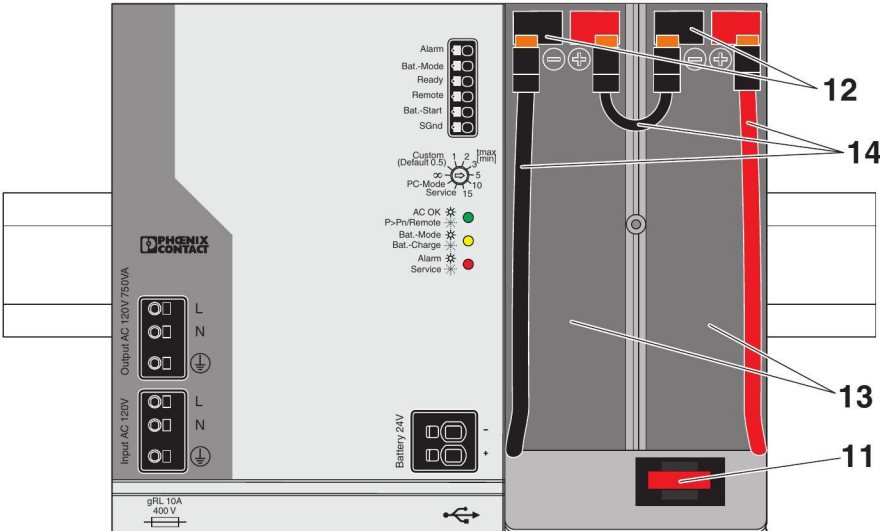 Alarm
Bat.-Mode
Ready
Remote
Bat.-Start
SGnd
Custom 1 2 tmax
(Default 0.5) 3 [min]
∞ 5
PC-Mode 10
Service 15
AC OK
P>Pn/Remote
Bat.-Mode
Bat.-Charge
Alarm
Service
PHŒNIX
CONTACT
Output AC 120V 750VA
L
N
Input AC 120V
L
N
Battery 24V
-
+
gRL 10A
400 V
- + - +
12
14
13
11